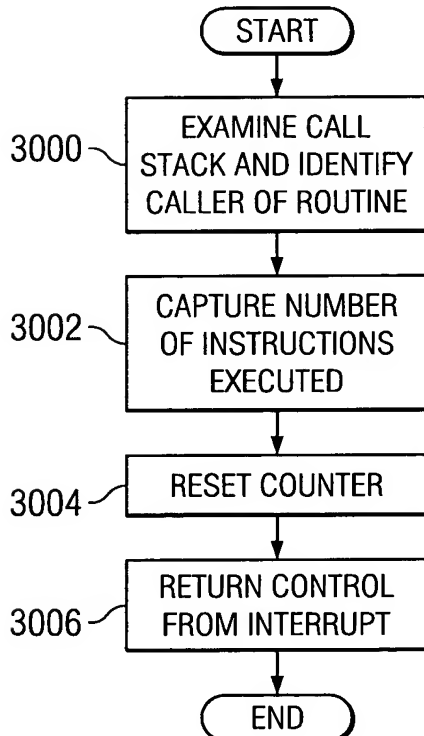 START
3000
EXAMINE CALL
STACK AND IDENTIFY
CALLER OF ROUTINE
3002
CAPTURE NUMBER
OF INSTRUCTIONS
EXECUTED
3004
RESET COUNTER
3006
RETURN CONTROL
FROM INTERRUPT
END